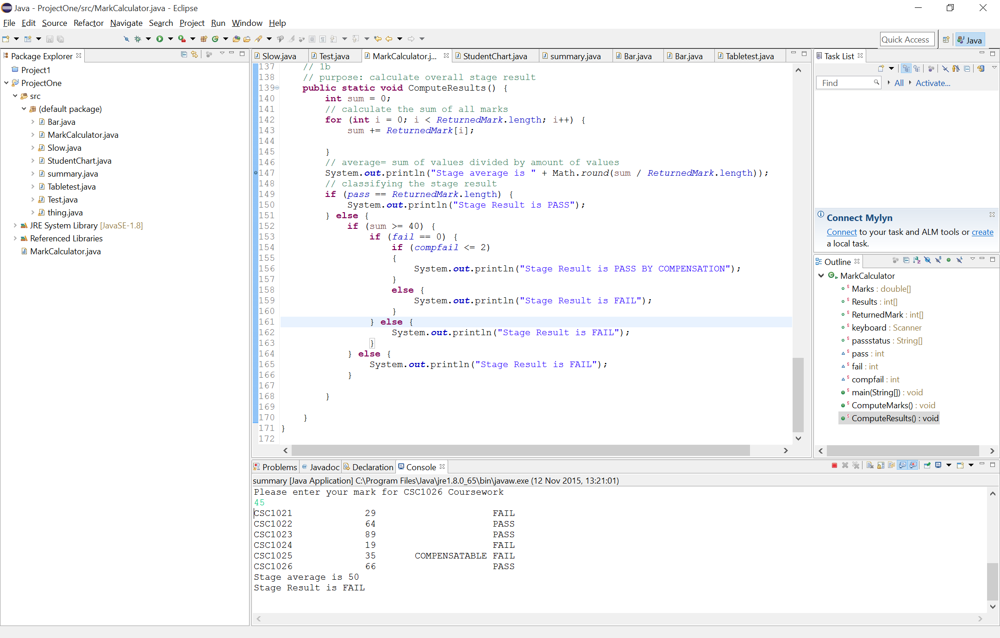 Java - ProjectOne/src/MarkCalculator.java - Eclipse
File Edit Source Refactor Navigate Search Project Run Window Help
Quick Access
Java
Package Explorer
Project1
ProjectOne
src
(default package)
Bar.java
MarkCalculator.java
Slow.java
StudentChart.java
summary.java
Tabletest.java
Test.java
thing.java
JRE System Library [JavaSE-1.8]
Referenced Libraries
MarkCalculator.java
Slow.java Test.java MarkCalculator.j... StudentChart.java summary.java Bar.java Bar.java Tabletest.java
137 // 1b
138 // purpose: calculate overall stage result
139 public static void ComputeResults() {
140 int sum = 0;
141 // calculate the sum of all marks
142 for (int i = 0; i < ReturnedMark.length; i++) {
143 sum += ReturnedMark[i];
144
145 }
146 // average= sum of values divided by amount of values
147 System.out.println("Stage average is " + Math.round(sum / ReturnedMark.length));
148 // classifying the stage result
149 if (pass == ReturnedMark.length) {
150 System.out.println("Stage Result is PASS");
151 } else {
152 if (sum >= 40) {
153 if (fail == 0) {
154 if (compfail <= 2)
155 {
156 System.out.println("Stage Result is PASS BY COMPENSATION");
157 }
158 else {
159 System.out.println("Stage Result is FAIL");
160 }
161 } else {
162 System.out.println("Stage Result is FAIL");
163 }
164 } else {
165 System.out.println("Stage Result is FAIL");
166 }
167
168 }
169
170 }
171 }
172
Task List
Find All Activate...
Connect Mylyn
Connect to your task and ALM tools or create
a local task.
Outline
MarkCalculator
Marks : double[]
Results : int[]
ReturnedMark : int[]
keyboard : Scanner
passstatus : String[]
pass : int
fail : int
compfail : int
main(String[]) : void
ComputeMarks() : void
ComputeResults() : void
Problems @ Javadoc Declaration Console
summary [Java Application] C:\Program Files\Java\jre1.8.0_65\bin\javaw.exe (12 Nov 2015, 13:21:01)
Please enter your mark for CSC1026 Coursework
45
CSC1021 29 FAIL
CSC1022 64 PASS
CSC1023 89 PASS
CSC1024 19 FAIL
CSC1025 35 COMPENSATABLE FAIL
CSC1026 66 PASS
Stage average is 50
Stage Result is FAIL